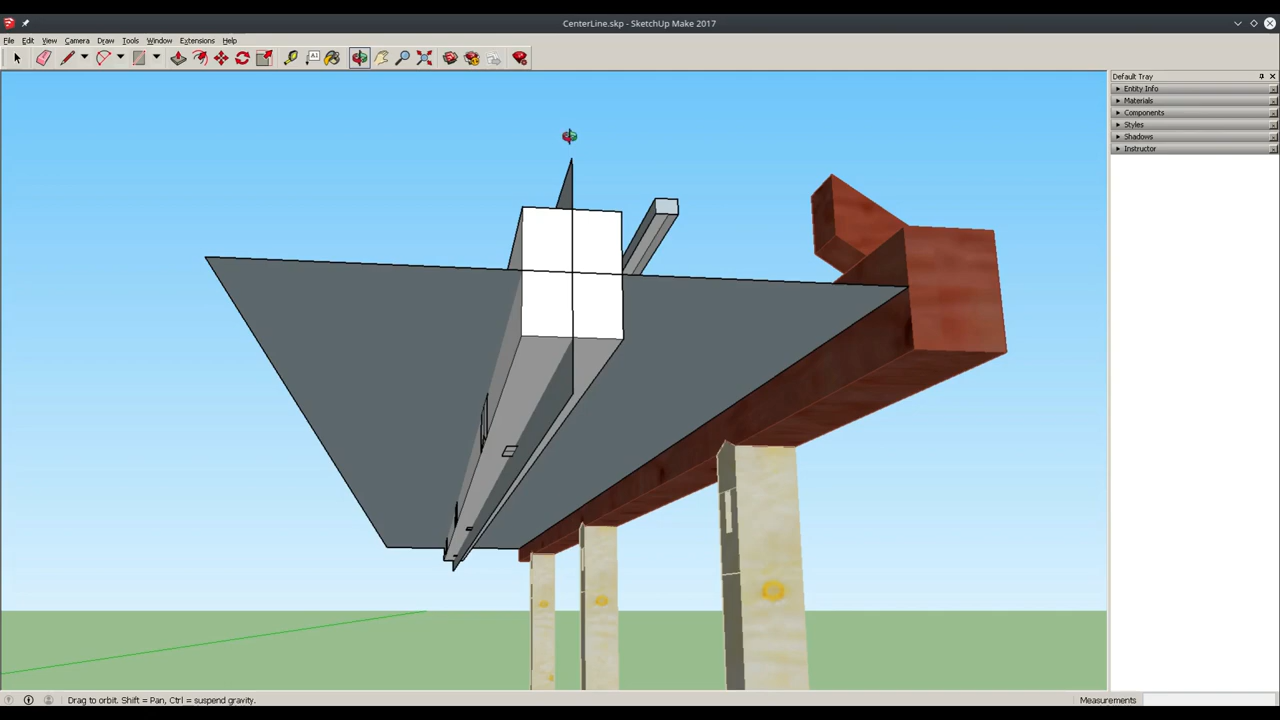 CenterLine.skp - SketchUp Make 2017
File Edit View Camera Draw Tools Window Extensions Help
A1
Default Tray
Entity Info
Materials
Components
Styles
Shadows
Instructor
Drag to orbit. Shift = Pan, Ctrl = suspend gravity.
Measurements